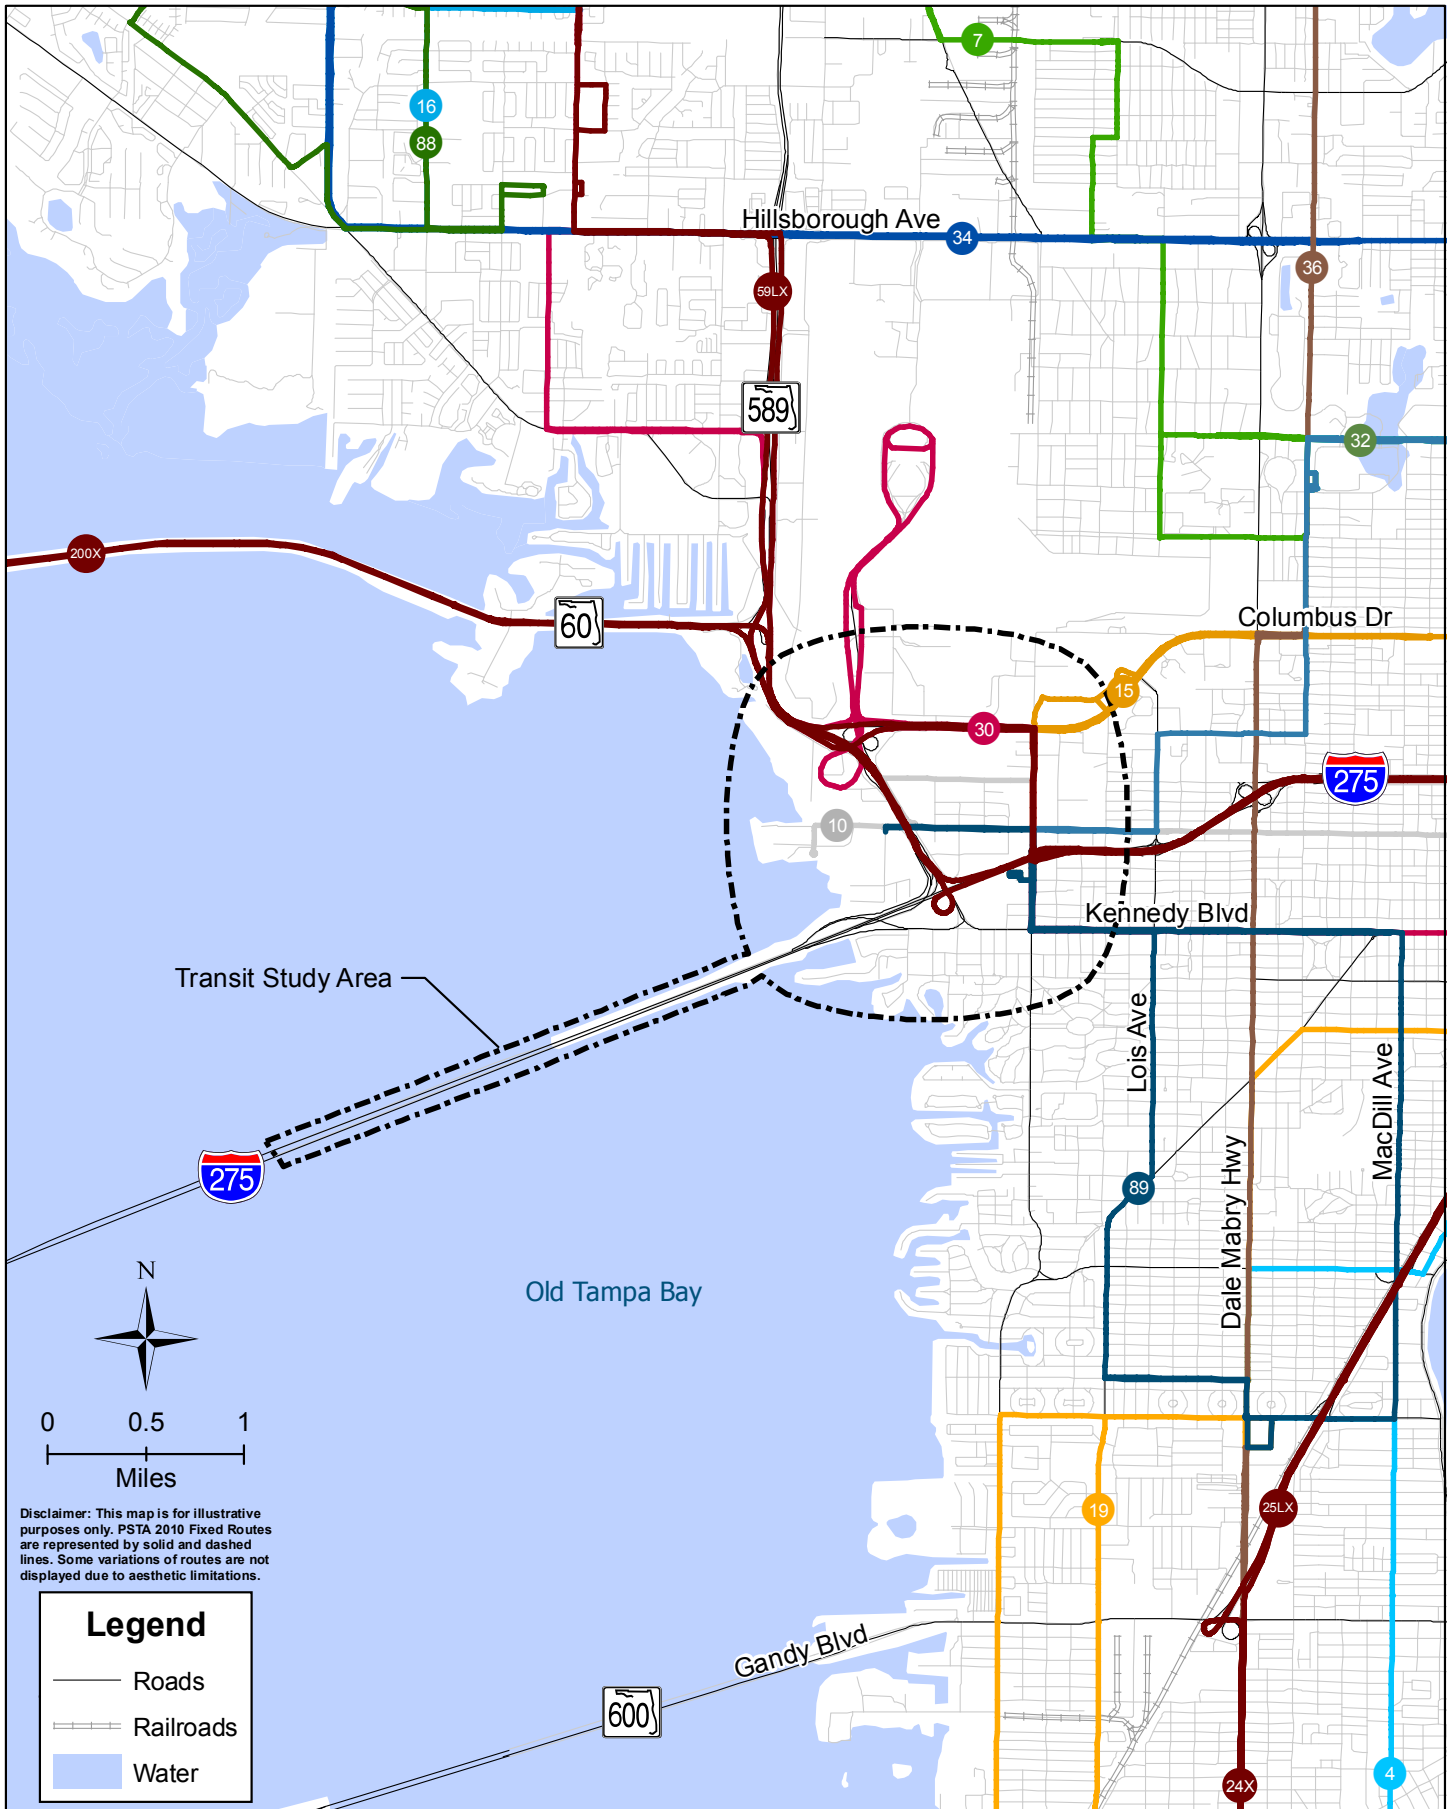 7
16
88
Hillsborough Ave
34
36
59LX
589
32
200X
60
Columbus Dr
15
30
275
10
Kennedy Blvd
Transit Study Area
Lois Ave
MacDill Ave
275
89
Dale Mabry Hwy
N
Old Tampa Bay
0 0.5 1
Miles
Disclaimer: This map is for illustrative
purposes only. PSTA 2010 Fixed Routes
are represented by solid and dashed
lines. Some variations of routes are not
displayed due to aesthetic limitations.
19
25LX
Legend
Roads
Railroads
Water
Gandy Blvd
600
24X
4